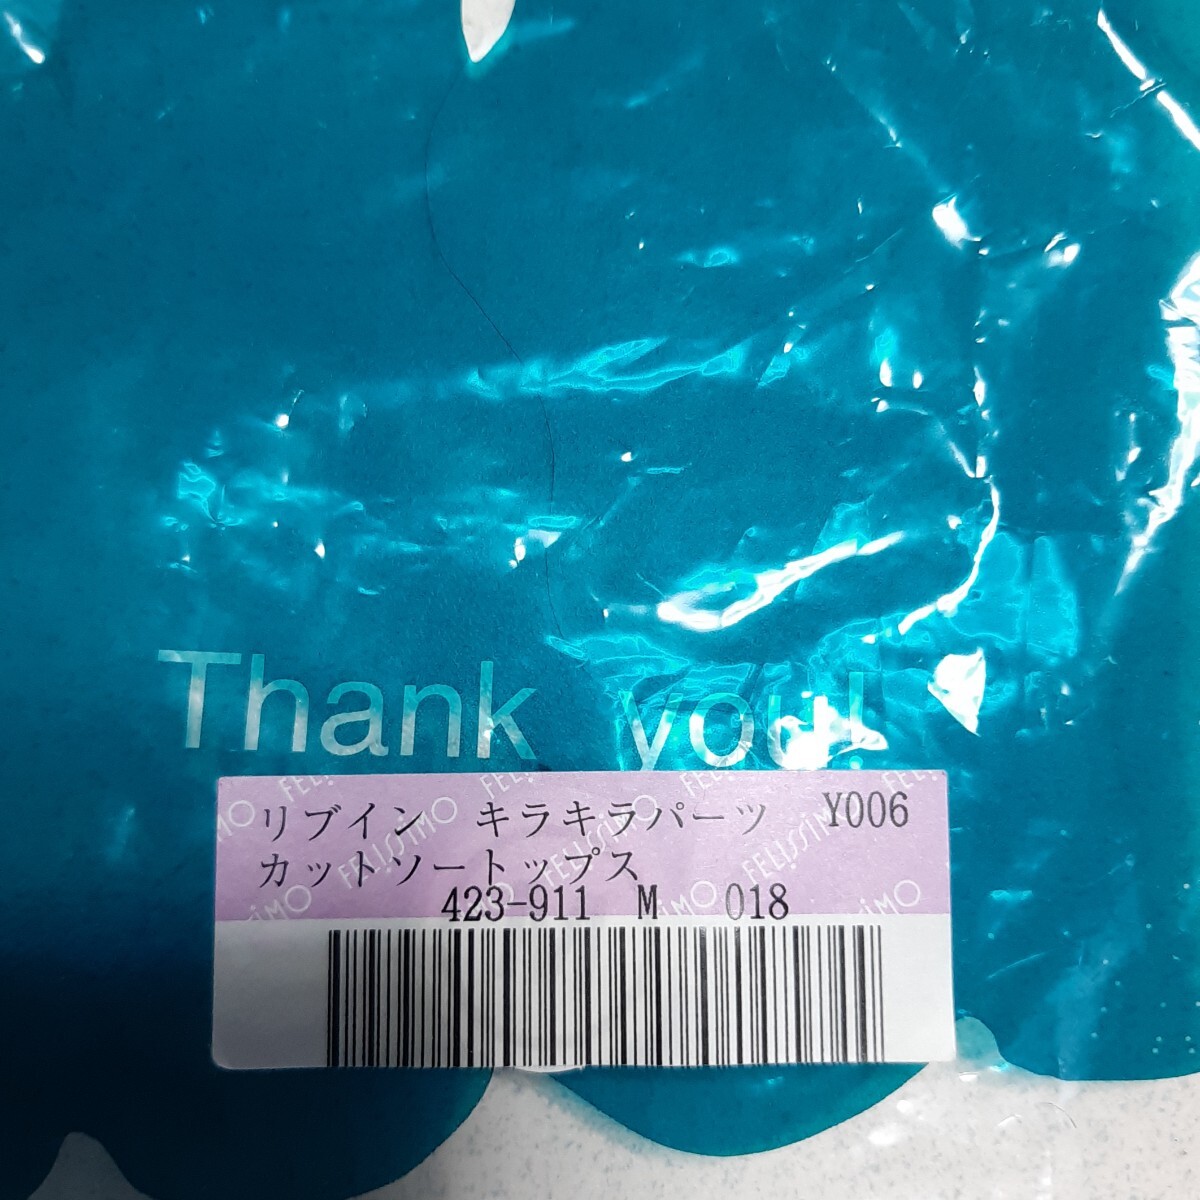 Thank you!
リブイン キラキラパーツ Y006
カットソートップス
423-911 M 018
FELISSIMO